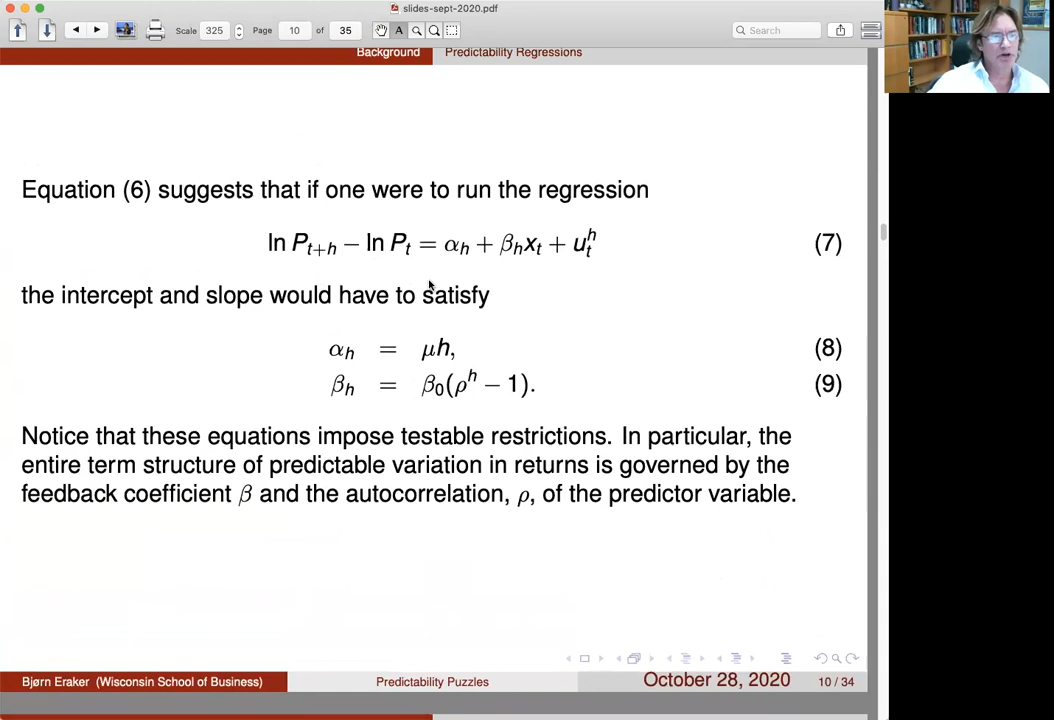 slides-sept-2020.pdf
Scale 315 Page 10 of 35 A Search
Background Predictability Regressions
Equation (6) suggests that if one were to run the regression
ln P_{t+h} − ln P_t = α_h + β_h x_t + u_t^h (7)
the intercept and slope would have to satisfy
α_h = μh, (8)
β_h = β_0(ρ^h − 1). (9)
Notice that these equations impose testable restrictions. In particular, the
entire term structure of predictable variation in returns is governed by the
feedback coefficient β and the autocorrelation, ρ, of the predictor variable.
Bjørn Eraker (Wisconsin School of Business) Predictability Puzzles October 28, 2020 10 / 34